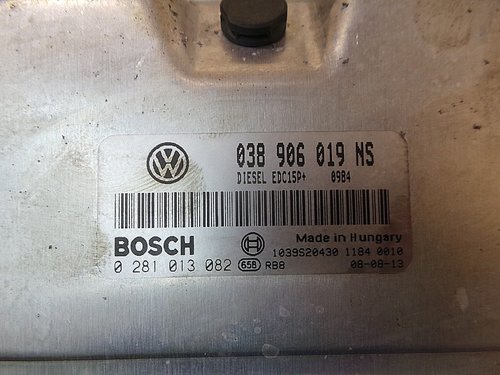 038 906 019 NS
DIESEL EDC15P+ 0984
BOSCH
Made in Hungary
1039S20430 1184 0010
0 281 013 082 658 RB8 08-08-13